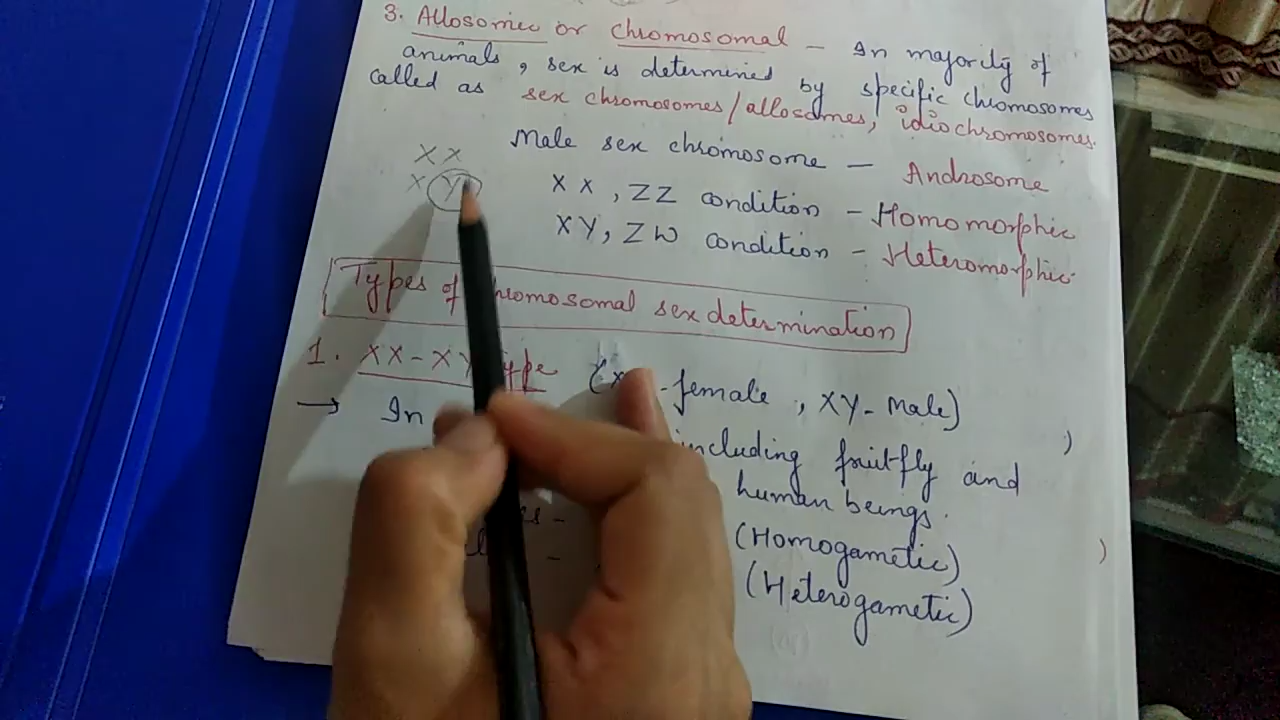 3. Allosomic or Chromosomal - In majority of
animals, sex is determined by specific chromosomes
called as sex chromosomes/allosomes, idiochromosomes.
Male sex chromosome - Androsome
XX
XY
XX, ZZ condition - Homomorphic
XY, ZW condition - Heteromorphic
Types of chromosomal sex determination
1. XX-XY Type (XX-female, XY-Male)
→ In including fruitfly and
human beings.
(Homogametic)
(Heterogametic)